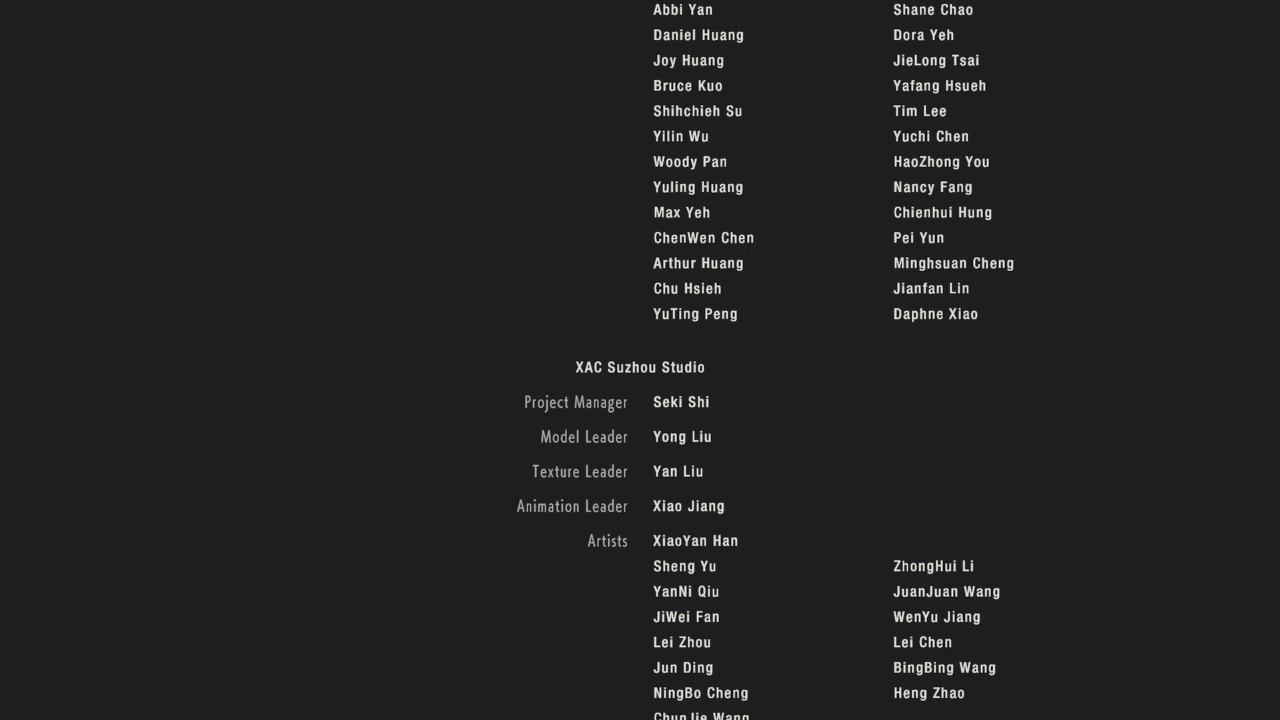 Abbi Yan Shane Chao
Daniel Huang Dora Yeh
Joy Huang JieLong Tsai
Bruce Kuo Yafang Hsueh
Shihchieh Su Tim Lee
Yilin Wu Yuchi Chen
Woody Pan HaoZhong You
Yuling Huang Nancy Fang
Max Yeh Chienhui Hung
ChenWen Chen Pei Yun
Arthur Huang Minghsuan Cheng
Chu Hsieh Jianfan Lin
YuTing Peng Daphne Xiao
XAC Suzhou Studio
Project Manager Seki Shi
Model Leader Yong Liu
Texture Leader Yan Liu
Animation Leader Xiao Jiang
Artists XiaoYan Han
Sheng Yu ZhongHui Li
YanNi Qiu JuanJuan Wang
JiWei Fan WenYu Jiang
Lei Zhou Lei Chen
Jun Ding BingBing Wang
NingBo Cheng Heng Zhao
ChunJie Wang